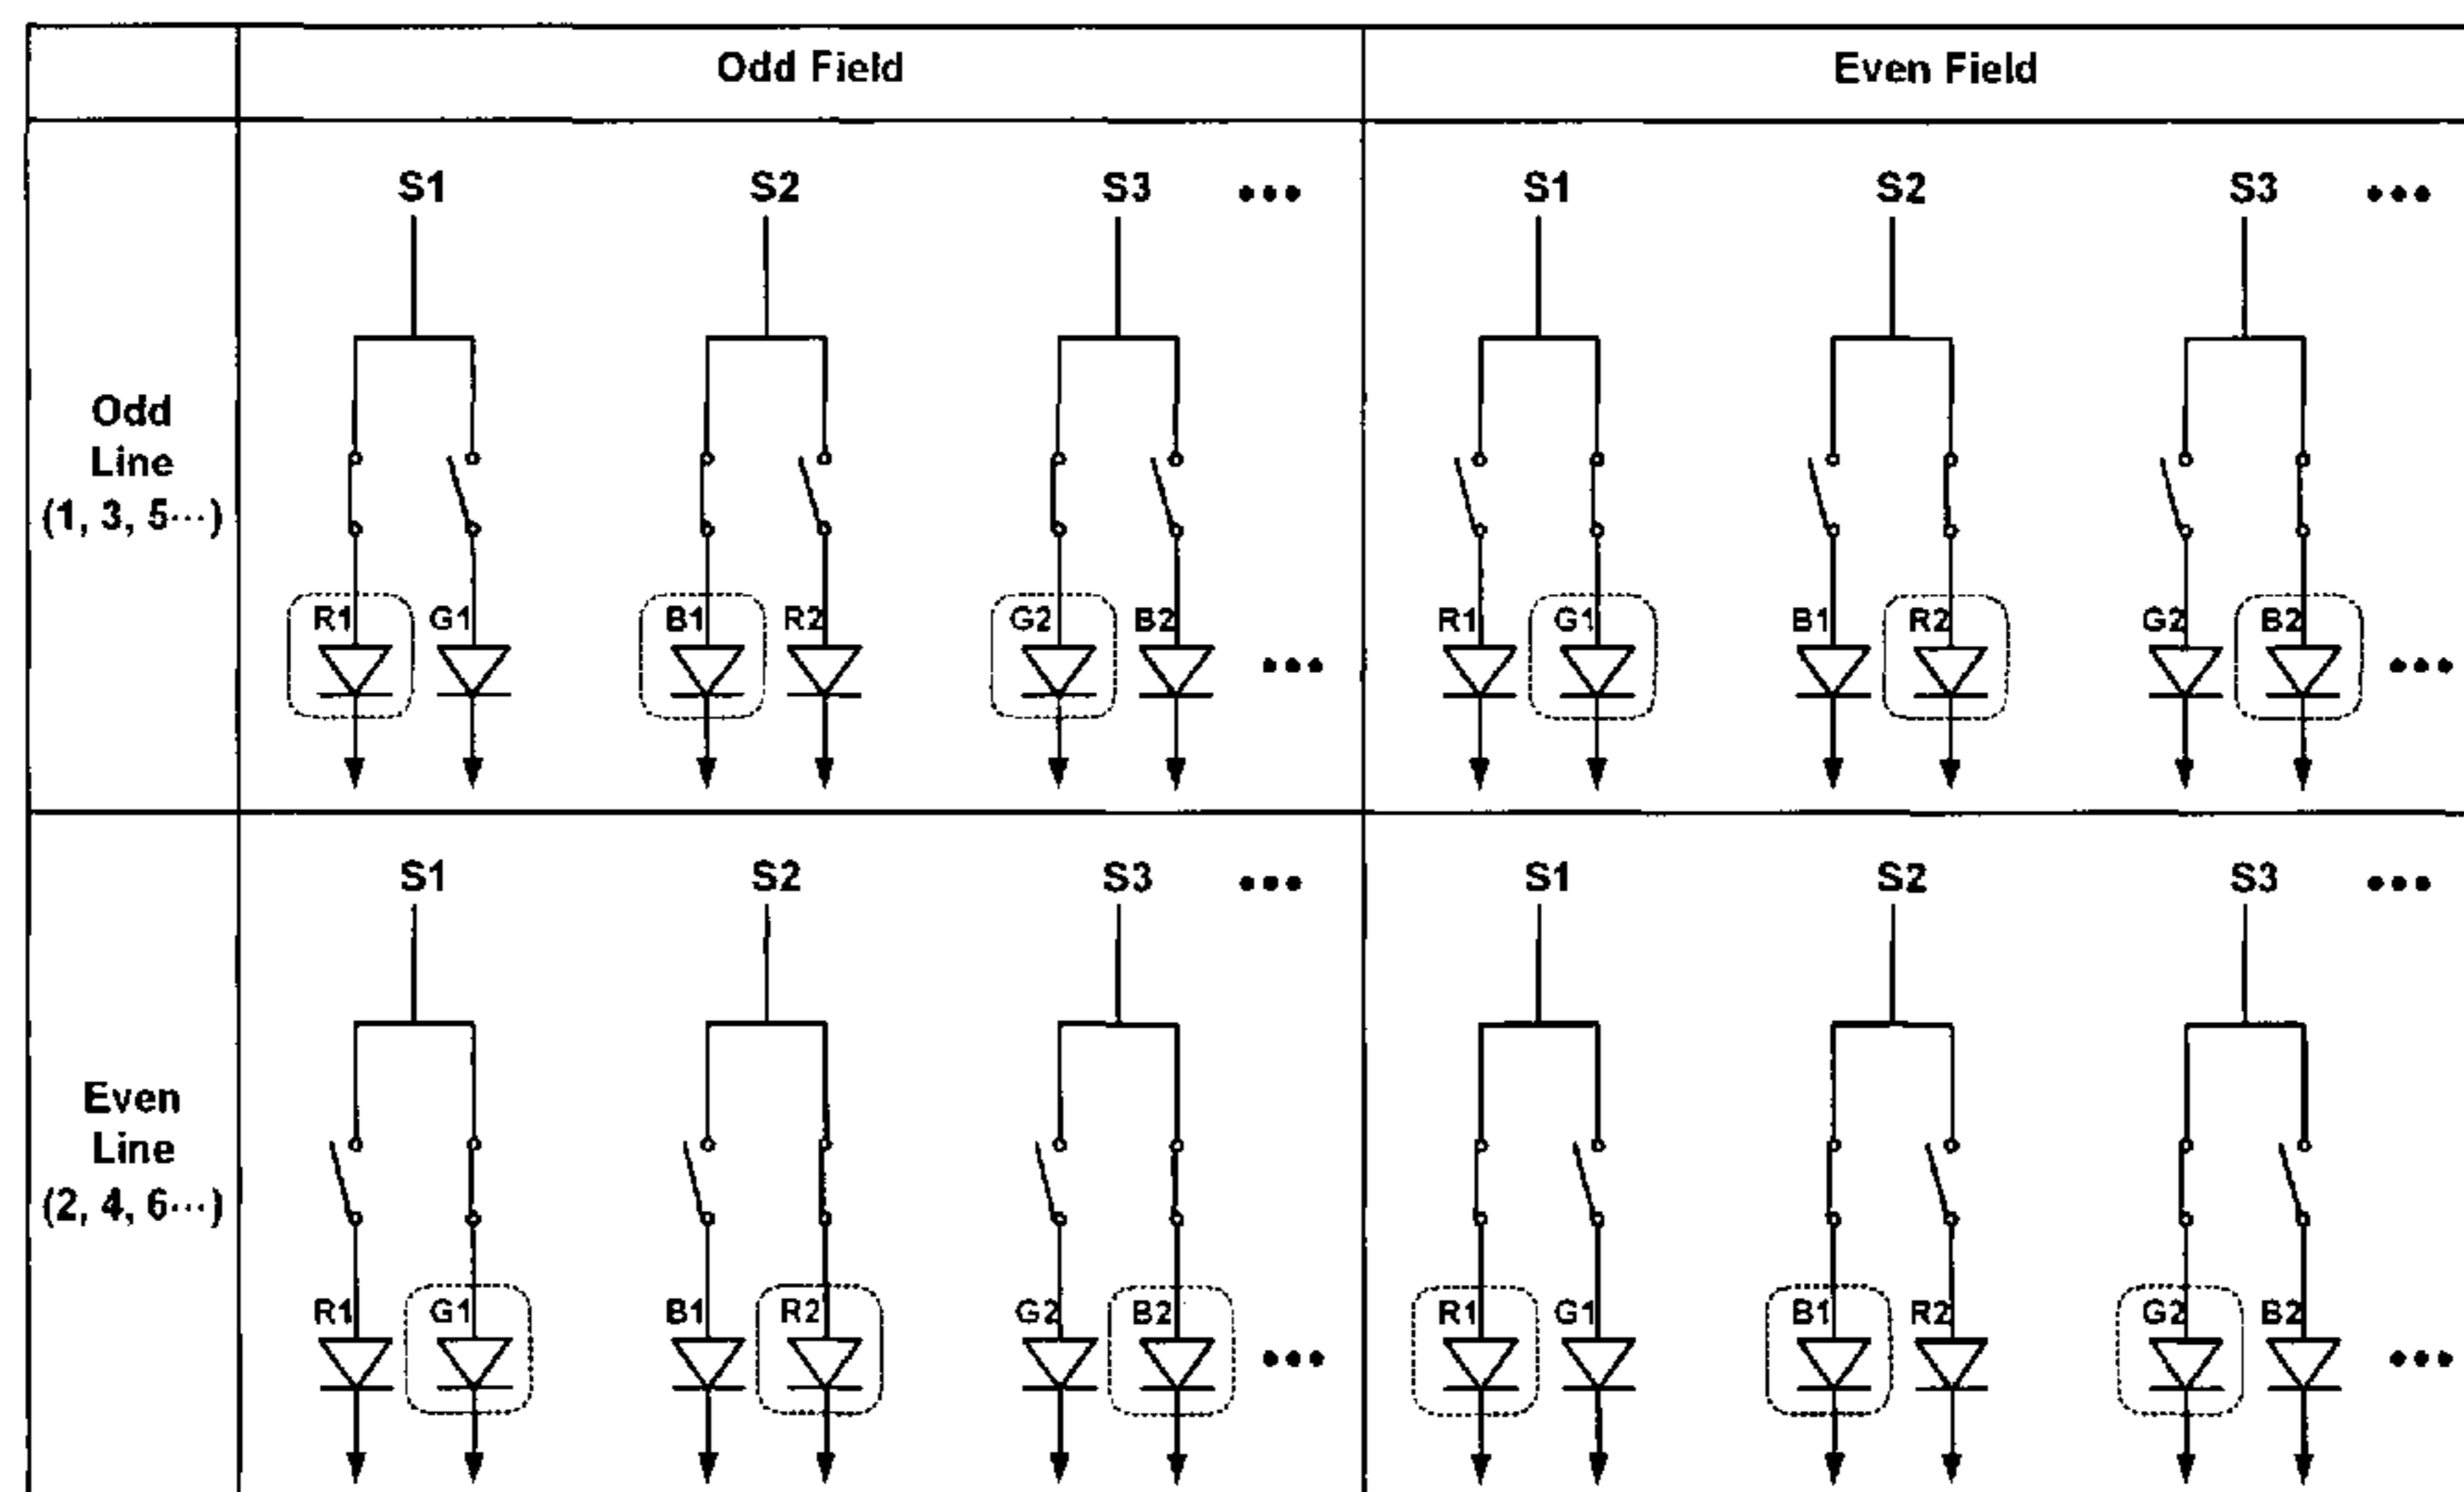 Odd Field Even Field
S1 S2 S3 ••• S1 S2 S3 •••
Odd
Line
(1, 3, 5···)
R1 G1 B1 R2 G2 B2 R1 G1 B1 R2 G2 B2
••• •••
S1 S2 S3 ••• S1 S2 S3 •••
Even
Line
(2, 4, 6···)
R1 G1 B1 R2 G2 B2 R1 G1 B1 R2 G2 B2
••• •••